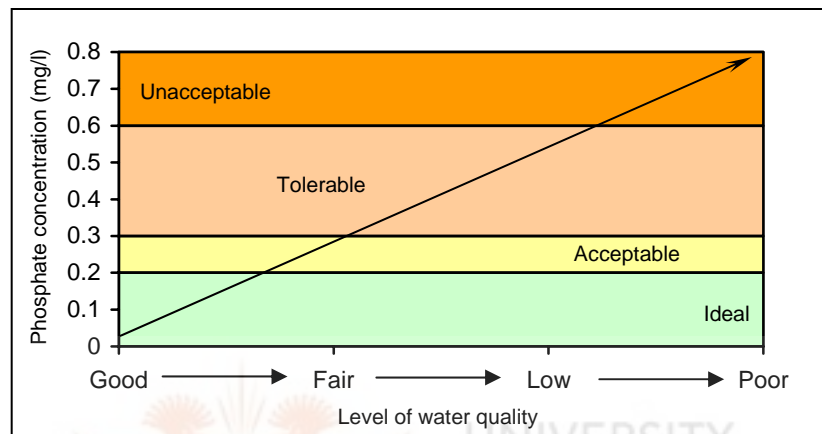 Phosphate concentration (mg/l)
0.8
0.7
0.6
0.5
0.4
0.3
0.2
0.1
0
Unacceptable
Tolerable
Acceptable
Ideal
Good Fair Low Poor
Level of water quality
UNIVERSITY